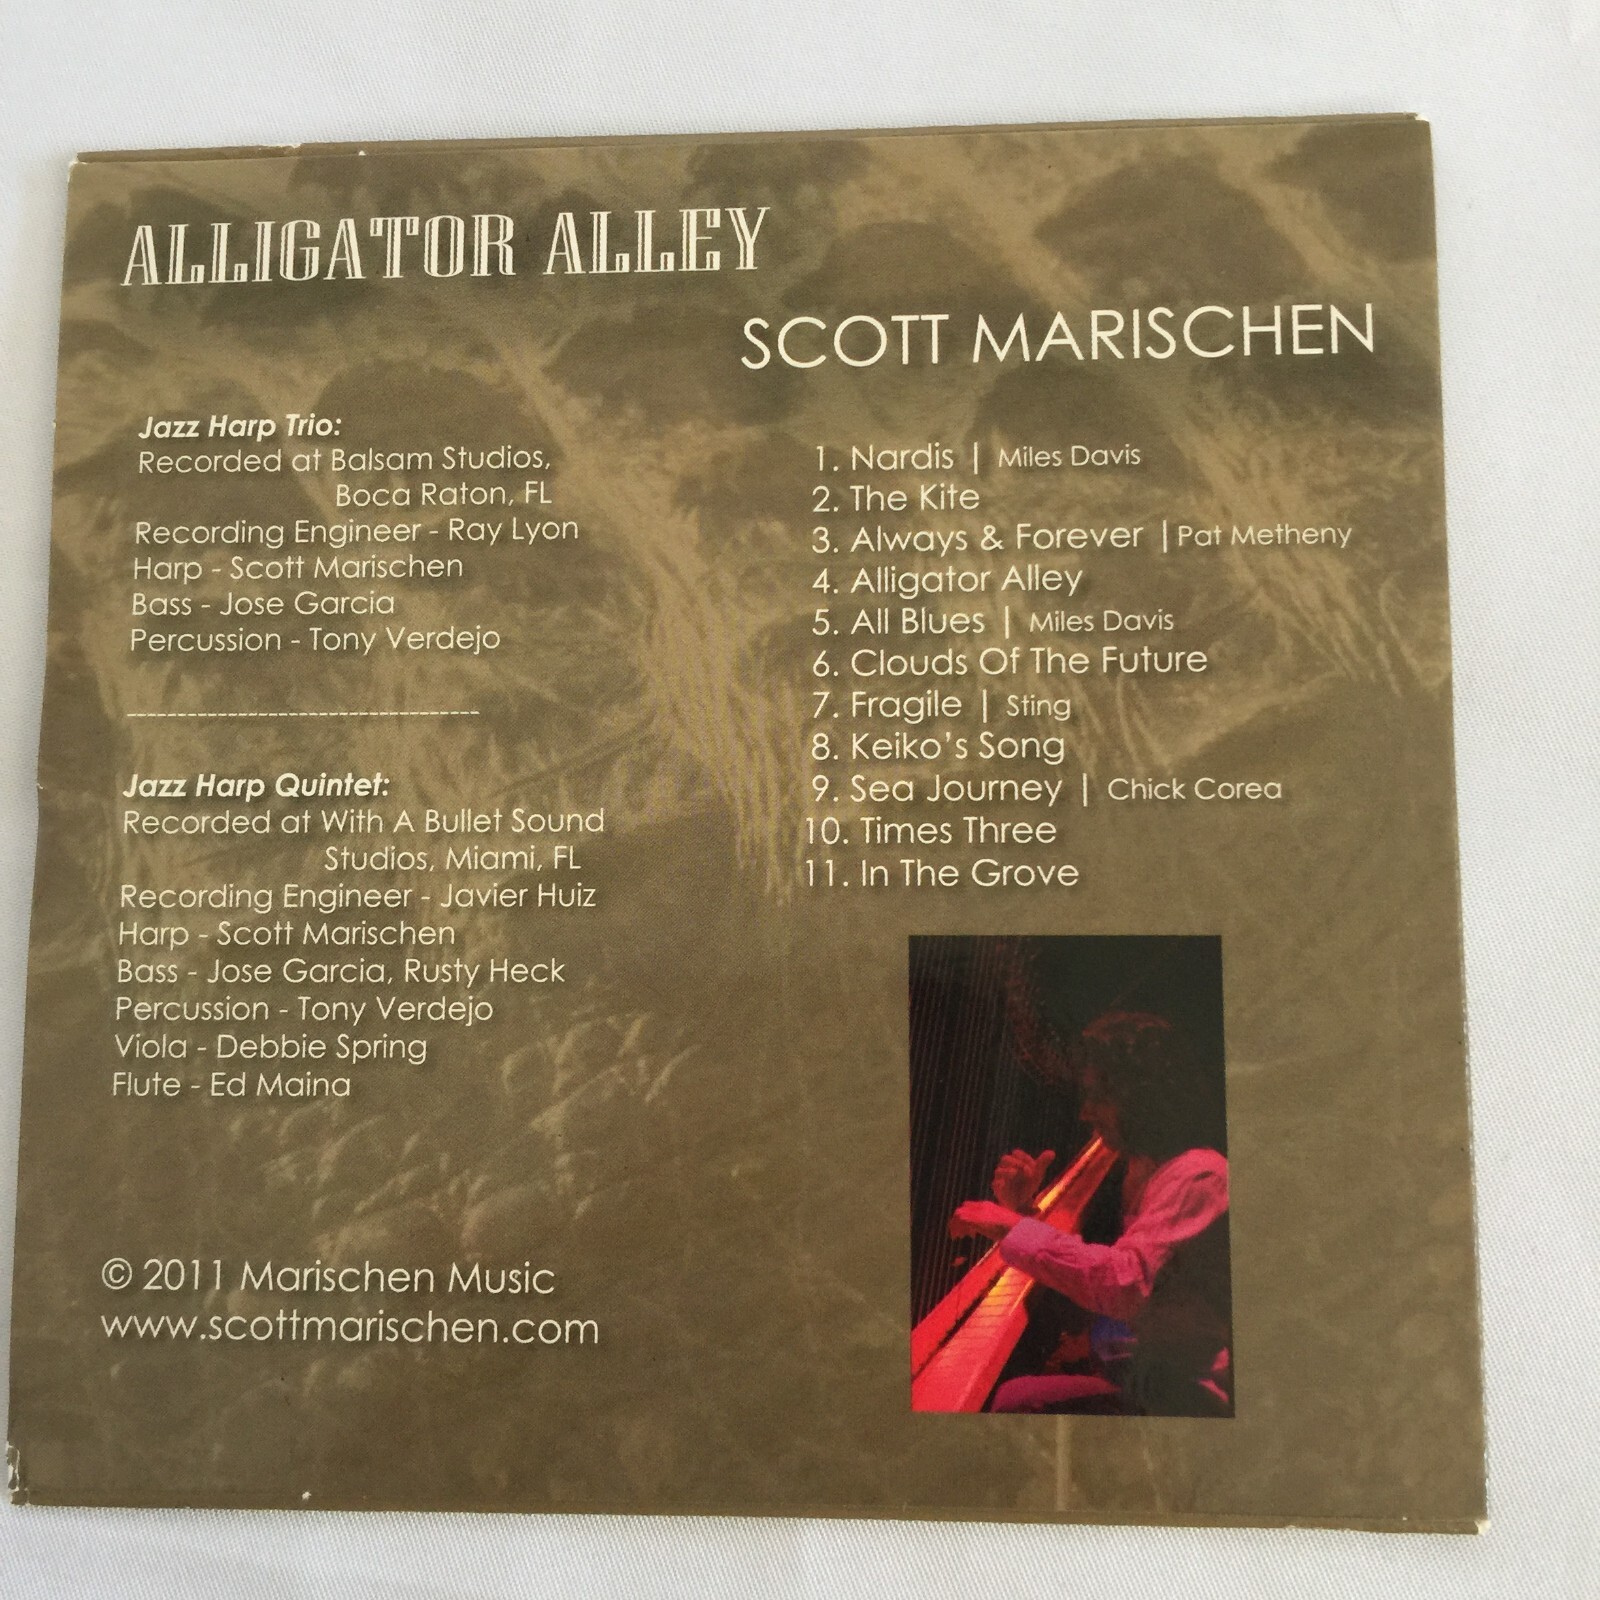 ALLIGATOR ALLEY
SCOTT MARISCHEN
Jazz Harp Trio:
Recorded at Balsam Studios,
Boca Raton, FL
Recording Engineer - Ray Lyon
Harp - Scott Marischen
Bass - Jose Garcia
Percussion - Tony Verdejo
-----------------------------------
Jazz Harp Quintet:
Recorded at With A Bullet Sound
Studios, Miami, FL
Recording Engineer - Javier Huiz
Harp - Scott Marischen
Bass - Jose Garcia, Rusty Heck
Percussion - Tony Verdejo
Viola - Debbie Spring
Flute - Ed Maina
© 2011 Marischen Music
www.scottmarischen.com
1. Nardis | Miles Davis
2. The Kite
3. Always & Forever | Pat Metheny
4. Alligator Alley
5. All Blues | Miles Davis
6. Clouds Of The Future
7. Fragile | Sting
8. Keiko's Song
9. Sea Journey | Chick Corea
10. Times Three
11. In The Grove